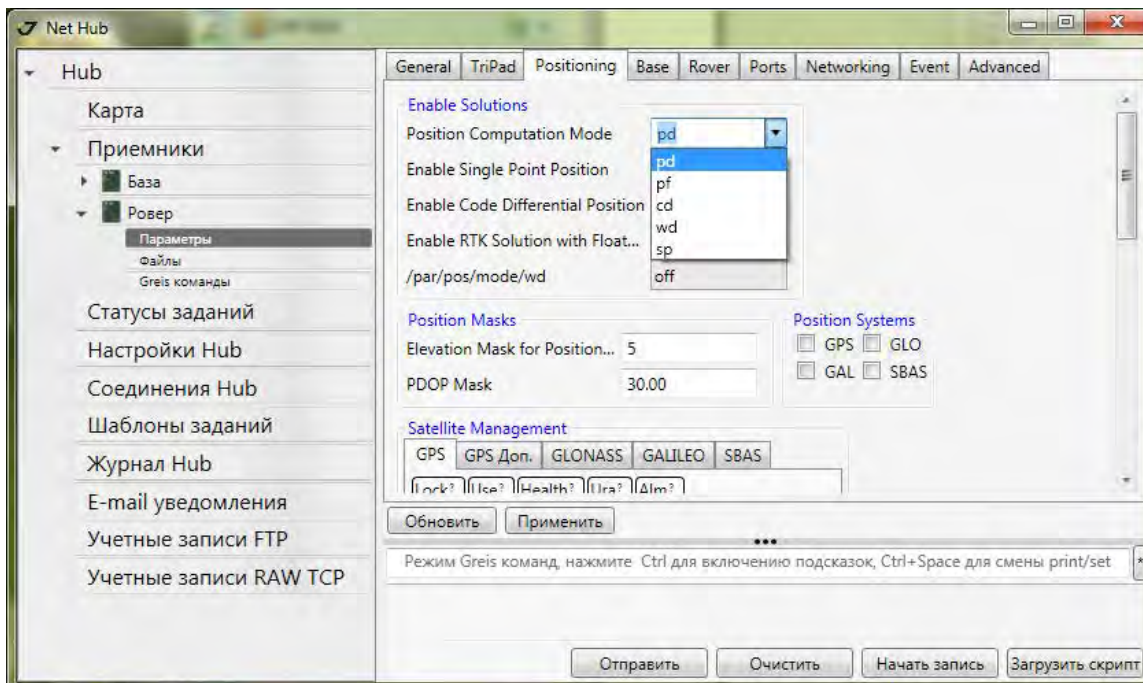 Net Hub
Hub
Карта
Приемники
База
Ровер
Параметры
Файлы
Greis команды
Статусы заданий
Настройки Hub
Соединения Hub
Шаблоны заданий
Журнал Hub
E-mail уведомления
Учетные записи FTP
Учетные записи RAW TCP
General TriPad Positioning Base Rover Ports Networking Event Advanced
Enable Solutions
Position Computation Mode pd
pd
Enable Single Point Position
pf
Enable Code Differential Position cd
wd
Enable RTK Solution with Float...
sp
/par/pos/mode/wd off
Position Masks Position Systems
Elevation Mask for Position... 5 GPS GLO
PDOP Mask 30.00 GAL SBAS
Satellite Management
GPS GPS Доп. GLONASS GALILEO SBAS
Lock? Use? Health? Ura? Alm?
Обновить Применить
Режим Greis команд, нажмите Ctrl для включению подсказок, Ctrl+Space для смены print/set
Отправить Очистить Начать запись Загрузить скрипт